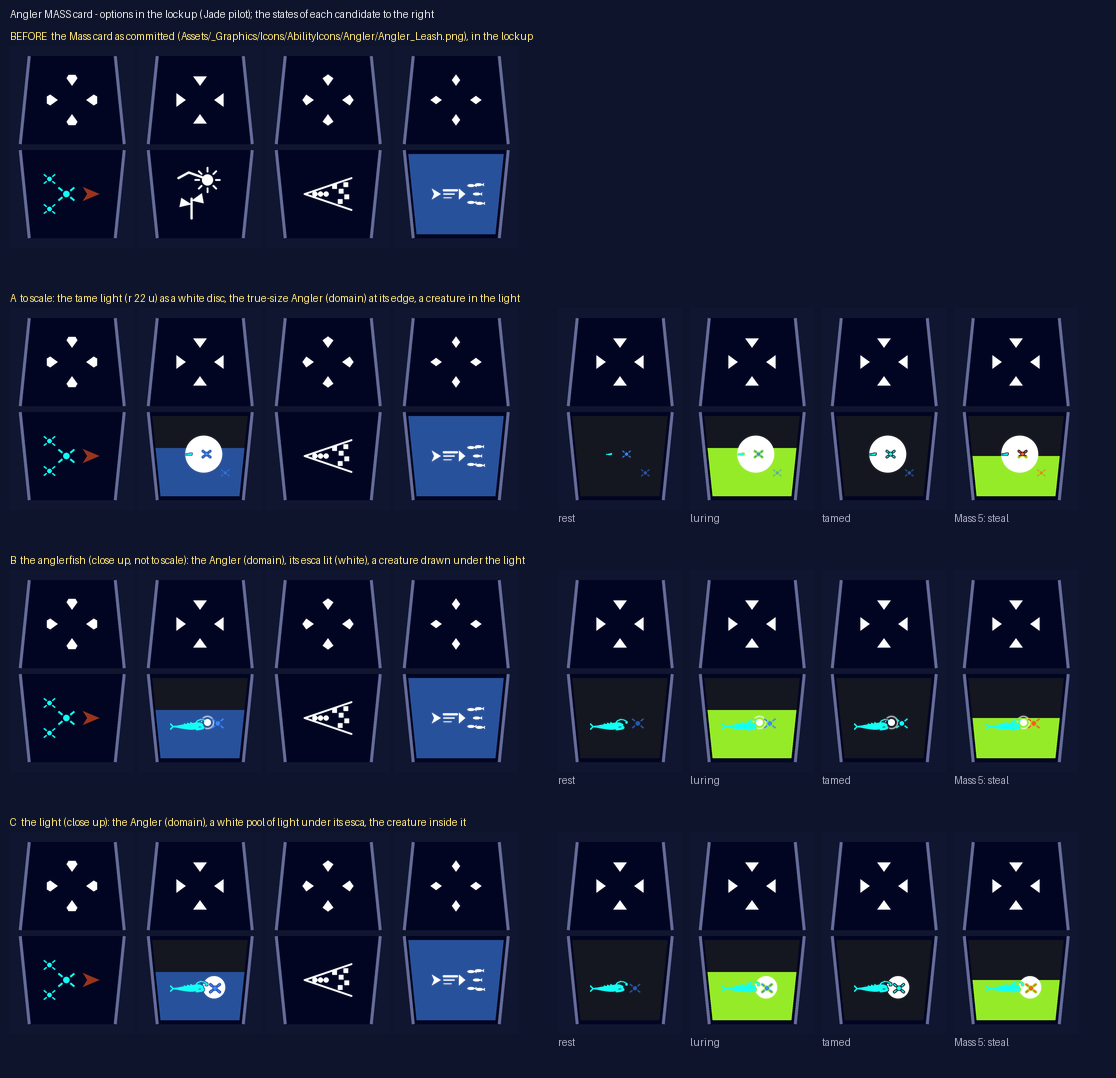 Angler MASS card - options in the lockup (Jade pilot); the states of each candidate to the right
BEFORE the Mass card as committed (Assets/_Graphics/Icons/AbilityIcons/Angler/Angler_Leash.png), in the lockup
A to scale: the tame light (r 22 u) as a white disc, the true-size Angler (domain) at its edge, a creature in the light
rest luring tamed Mass 5: steal
B the anglerfish (close up, not to scale): the Angler (domain), its esca lit (white), a creature drawn under the light
rest luring tamed Mass 5: steal
C the light (close up): the Angler (domain), a white pool of light under its esca, the creature inside it
rest luring tamed Mass 5: steal